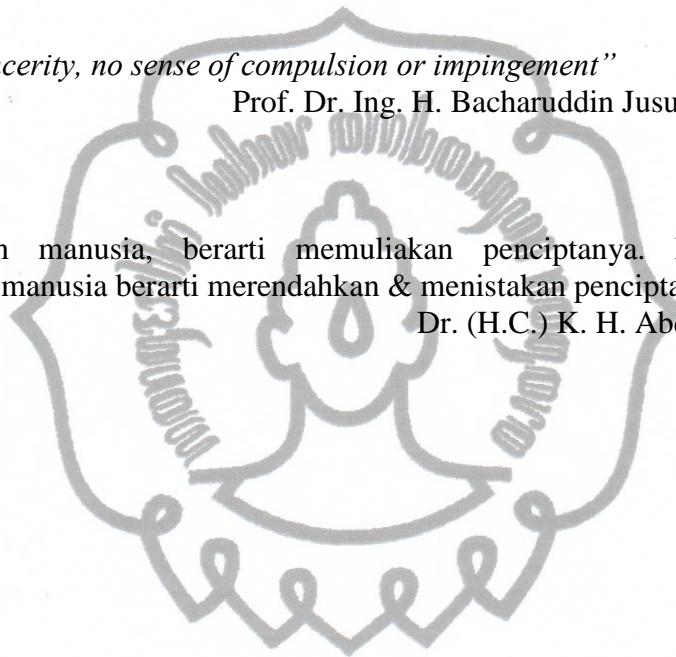 ncerity, no sense of compulsion or impingement”
Prof. Dr. Ing. H. Bacharuddin Jusu
manusia, berarti memuliakan penciptanya.
manusia berarti merendahkan & menistakan pencipta
Dr. (H.C.) K. H. Ab